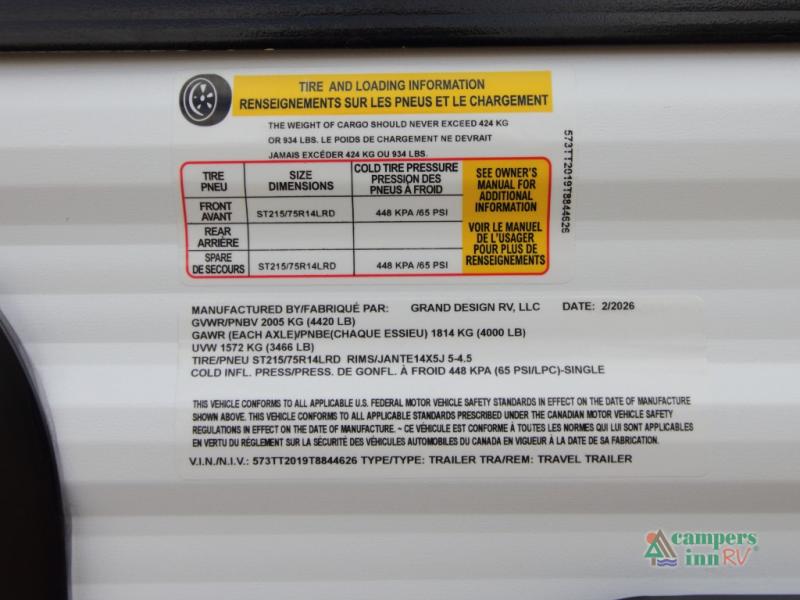 TIRE AND LOADING INFORMATION
RENSEIGNEMENTS SUR LES PNEUS ET LE CHARGEMENT
THE WEIGHT OF CARGO SHOULD NEVER EXCEED 424 KG
OR 934 LBS. LE POIDS DE CHARGEMENT NE DEVRAIT
JAMAIS EXCÉDER 424 KG OU 934 LBS.
TIRE
PNEU
SIZE
DIMENSIONS
COLD TIRE PRESSURE
PRESSION DES
PNEUS À FROID
SEE OWNER'S
MANUAL FOR
ADDITIONAL
INFORMATION
VOIR LE MANUEL
DE L'USAGER
POUR PLUS DE
RENSEIGNEMENTS
FRONT
AVANT
ST215/75R14LRD
448 KPA /65 PSI
REAR
ARRIÈRE
SPARE
DE SECOURS
ST215/75R14LRD
448 KPA /65 PSI
573TT2019T8844626
MANUFACTURED BY/FABRIQUÉ PAR: GRAND DESIGN RV, LLC DATE: 2/2026
GVWR/PNBV 2005 KG (4420 LB)
GAWR (EACH AXLE)/PNBE(CHAQUE ESSIEU) 1814 KG (4000 LB)
UVW 1572 KG (3466 LB)
TIRE/PNEU ST215/75R14LRD RIMS/JANTE14X5J 5-4.5
COLD INFL. PRESS/PRESS. DE GONFL. À FROID 448 KPA (65 PSI/LPC)-SINGLE
THIS VEHICLE CONFORMS TO ALL APPLICABLE U.S. FEDERAL MOTOR VEHICLE SAFETY STANDARDS IN EFFECT ON THE DATE OF MANUFACTURE
SHOWN ABOVE. THIS VEHICLE CONFORMS TO ALL APPLICABLE STANDARDS PRESCRIBED UNDER THE CANADIAN MOTOR VEHICLE SAFETY
REGULATIONS IN EFFECT ON THE DATE OF MANUFACTURE. ~ CE VÉHICULE EST CONFORME À TOUTES LES NORMES QUI LUI SONT APPLICABLES
EN VERTU DU RÉGLEMENT SUR LA SÉCURITÉ DES VÉHICULES AUTOMOBILES DU CANADA EN VIGUEUR À LA DATE DE SA FABRICATION.
V.I.N./N.I.V.: 573TT2019T8844626 TYPE/TYPE: TRAILER TRA/REM: TRAVEL TRAILER
campers
inn RV®